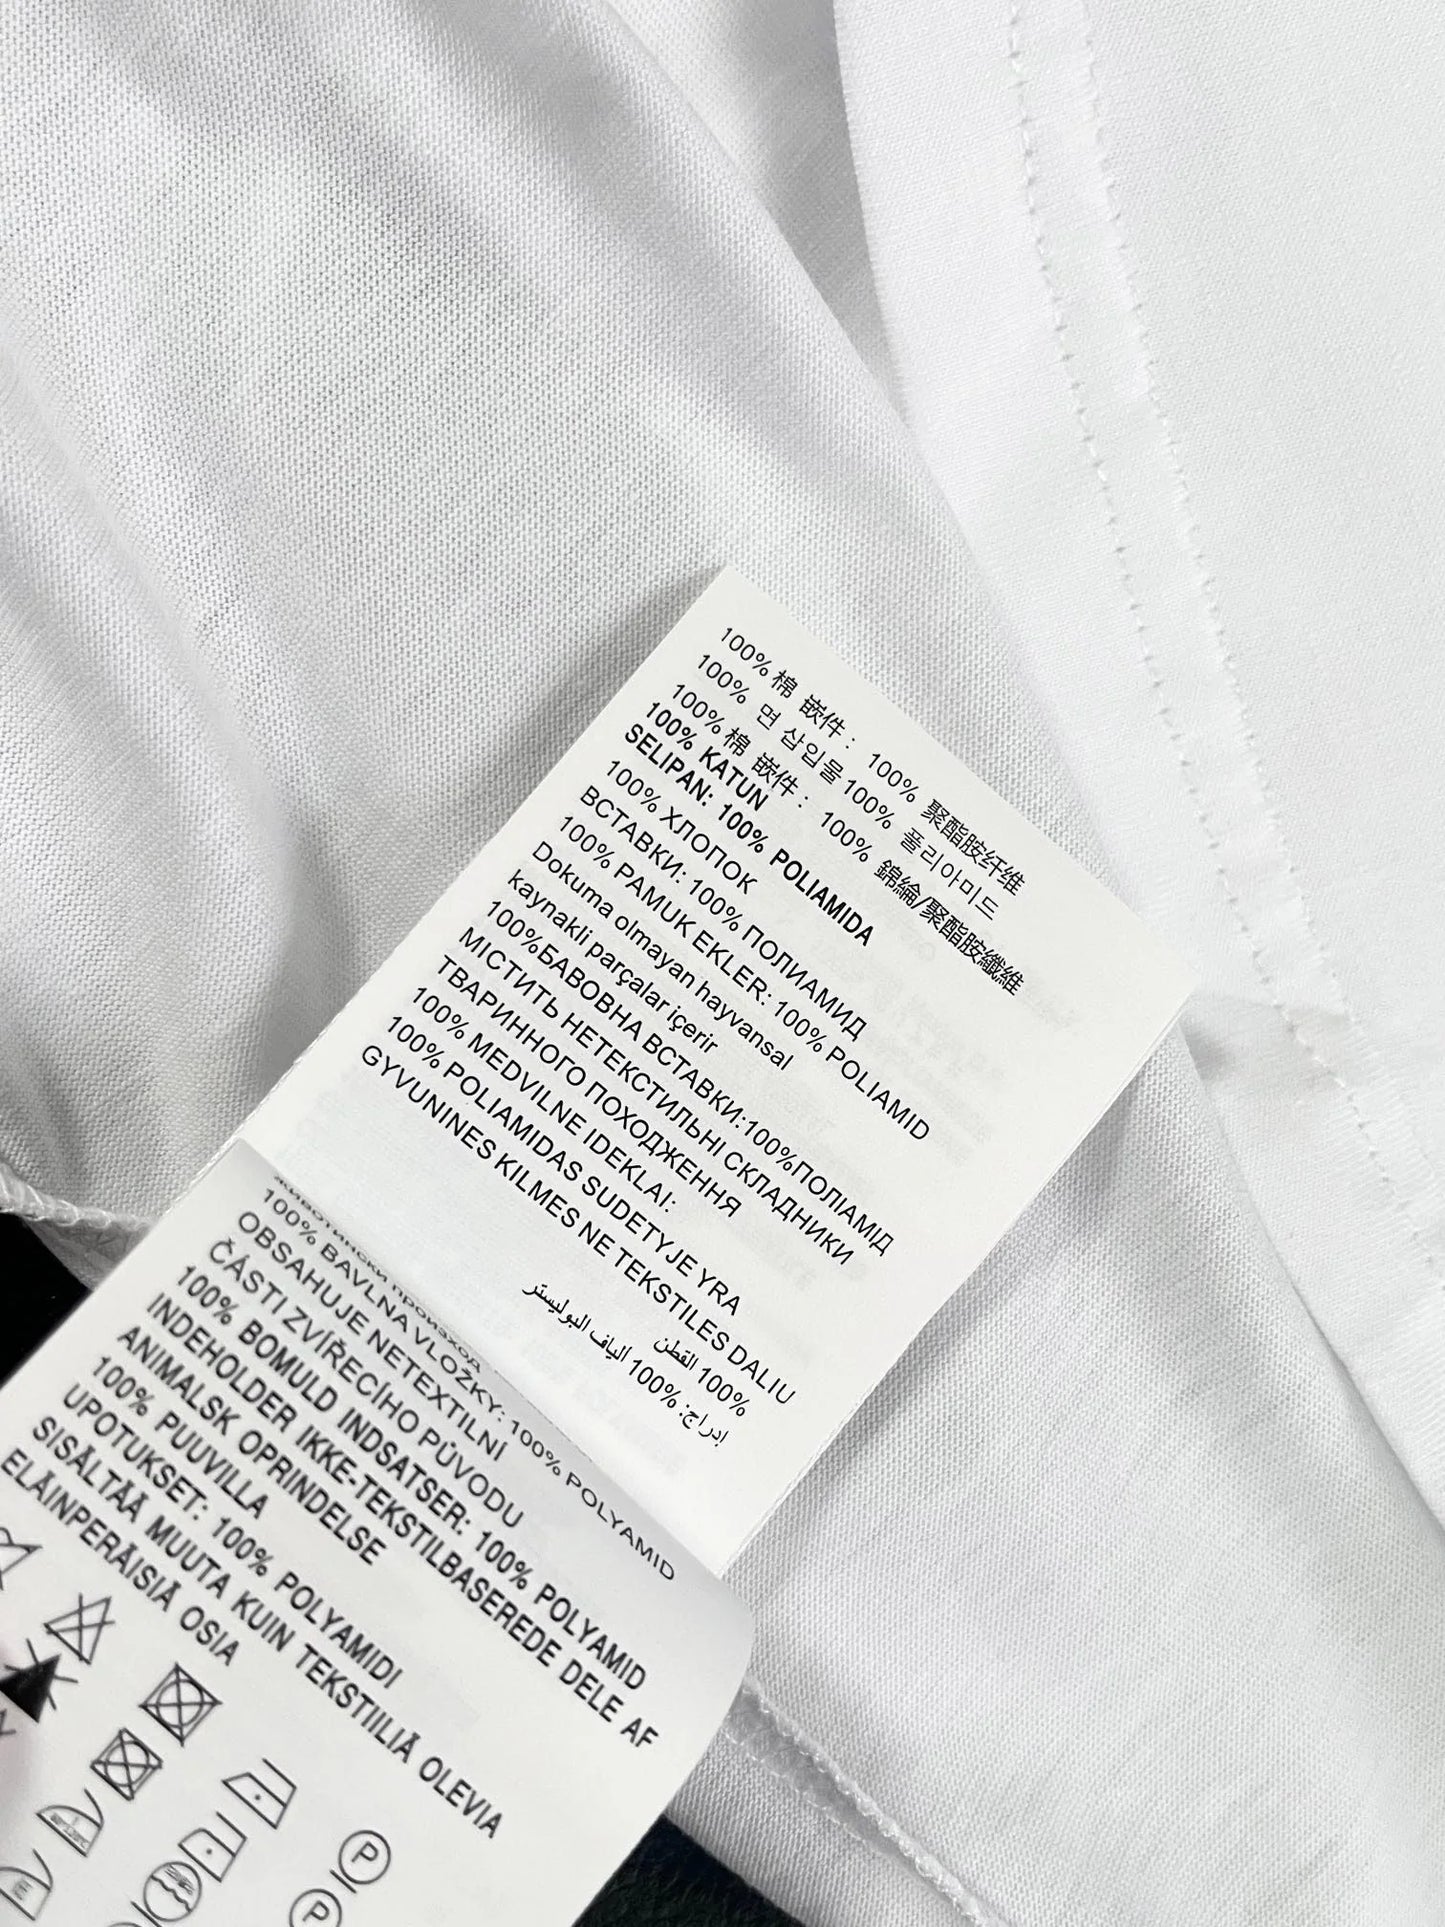 100% 棉 嵌件： 100% 聚酯胺纤维
100% 면 삽입물 100% 폴리아미드
100% 棉 嵌件： 100% 錦綸/聚酯胺纖維
100% KATUN
SELIPAN: 100% POLIAMIDA
100% ХЛОПОК
ВСТАВКИ: 100% ПОЛИАМИД
100% PAMUK EKLER: 100% POLIAMID
Dokuma olmayan hayvansal
kaynakli parçalar içerir
100%БАВОВНА ВСТАВКИ:100%ПОЛІАМІД
МІСТИТЬ НЕТЕКСТИЛЬНІ СКЛАДНИКИ
ТВАРИННОГО ПОХОДЖЕННЯ
100% MEDVILNE IDEKLAI:
100% POLIAMIDAS SUDETYJE YRA
GYVUNINES KILMES NE TEKSTILES DALIU
100% القطن
إدراج: 100% الياف البوليستر
животински произход
100% BAVLNA VLOŽKY: 100% POLYAMID
OBSAHUJE NETEXTILNÍ
ČÁSTI ZVÍŘECÍHO PŮVODU
100% BOMULD INDSATSER: 100% POLYAMID
INDEHOLDER IKKE-TEKSTILBASEREDE DELE AF
ANIMALSK OPRINDELSE
100% PUUVILLA
UPOTUKSET: 100% POLYAMIDI
SISÄLTÄÄ MUUTA KUIN TEKSTIILIÄ OLEVIA
ELÄINPERÄISIÄ OSIA
P
P
E